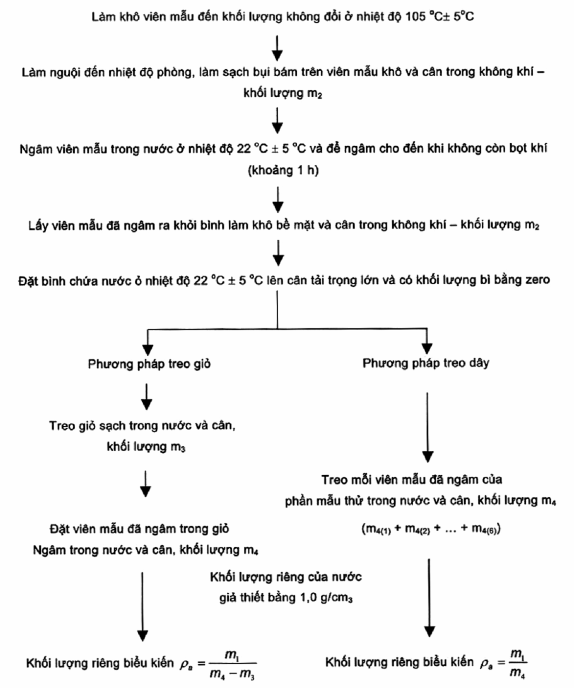 Làm khô viên mẫu đến khối lượng không đổi ở nhiệt độ 105 °C± 5°C
Làm nguội đến nhiệt độ phòng, làm sạch bụi bám trên viên mẫu khô và cân trong không khí –
khối lượng m₂
Ngâm viên mẫu trong nước ở nhiệt độ 22 °C ± 5 °C và để ngâm cho đến khi không còn bọt khí
(khoảng 1 h)
Lấy viên mẫu đã ngâm ra khỏi bình làm khô bề mặt và cân trong không khí – khối lượng m₂
Đặt bình chứa nước ỏ nhiệt độ 22 °C ± 5 °C lên cân tải trọng lớn và có khối lượng bì bằng zero
Phương pháp treo giỏ
Treo giỏ sạch trong nước và cân,
khối lượng m₃
Đặt viên mẫu đã ngâm trong giỏ
Ngâm trong nước và cân, khối lượng m₄
Phương pháp treo dây
Treo mỗi viên mẫu đã ngâm của
phần mẫu thử trong nước và cân, khối lượng m₄
(m₄₍₁₎ + m₄₍₂₎ + ... + m₄₍₆₎)
Khối lượng riêng của nước
giả thiết bằng 1,0 g/cm₃
Khối lượng riêng biểu kiến ρₐ = m₁ / (m₄ – m₃)
Khối lượng riêng biểu kiến ρₐ = m₁ / m₄